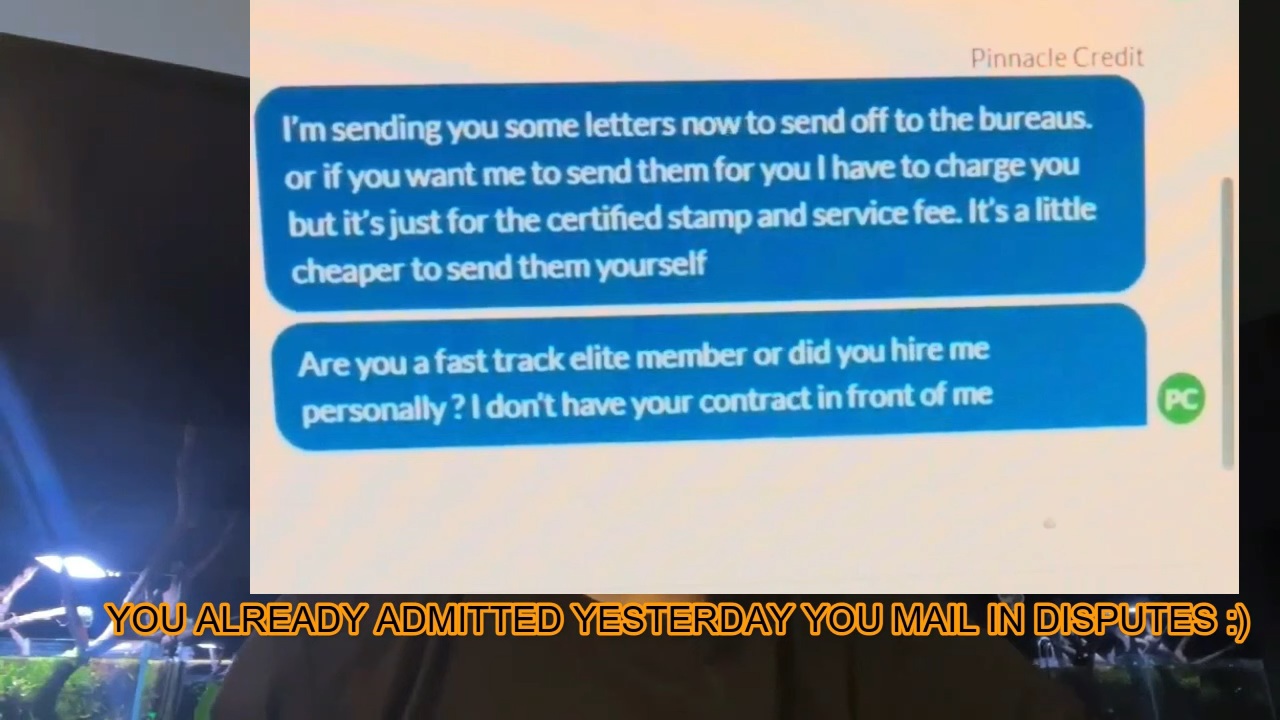 Pinnacle Credit
I'm sending you some letters now to send off to the bureaus.
or if you want me to send them for you I have to charge you
but it's just for the certified stamp and service fee. It's a little
cheaper to send them yourself
Are you a fast track elite member or did you hire me
personally ? I don't have your contract in front of me
PC
YOU ALREADY ADMITTED YESTERDAY YOU MAIL IN DISPUTES :)